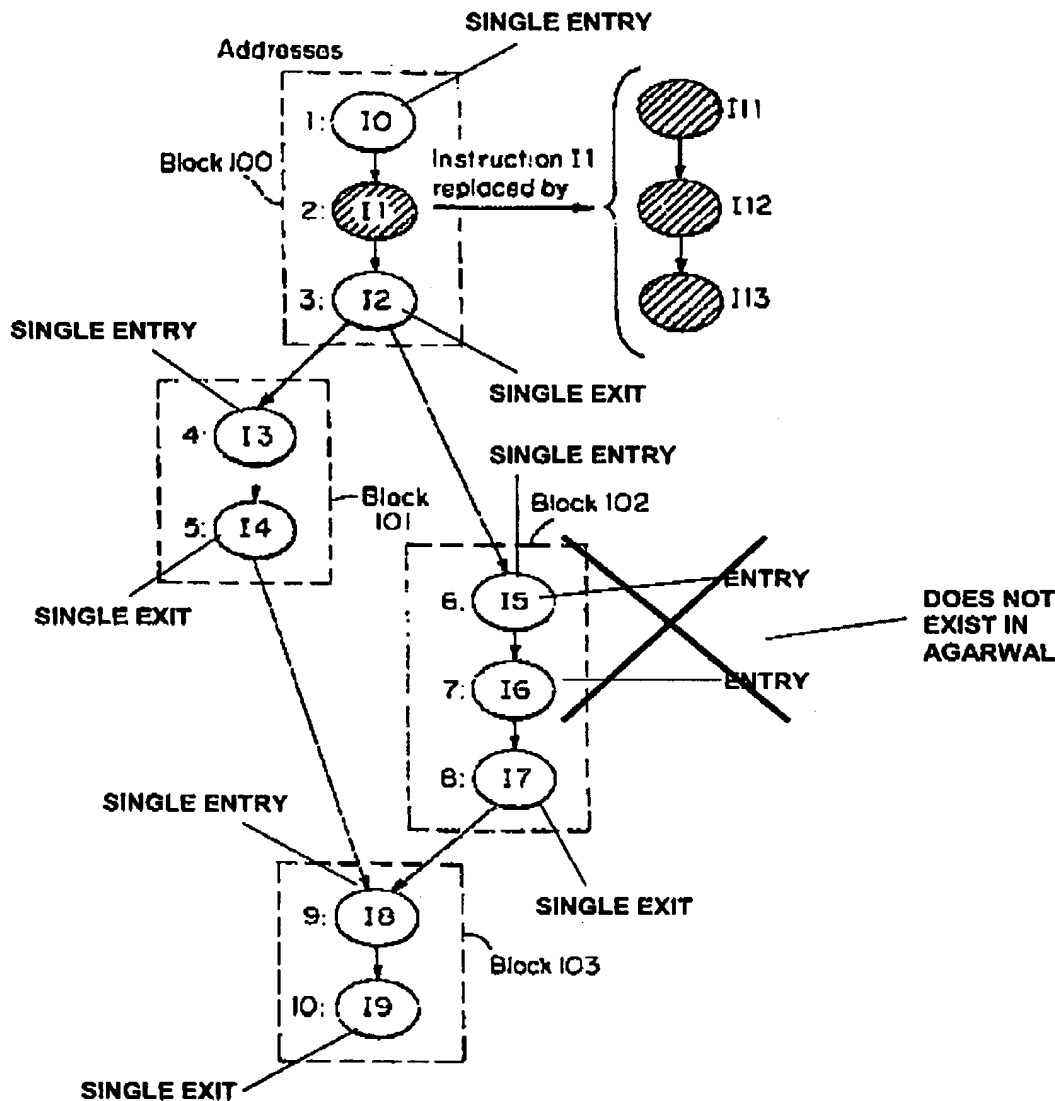 SINGLE ENTRY
Addresses
1: I0
I11
Block 100
Instruction I1
replaced by
2: I1
I12
3: I2
I13
SINGLE ENTRY
SINGLE EXIT
4: I3
SINGLE ENTRY
Block
101
Block 102
5: I4
ENTRY
6. I5
DOES NOT
EXIST IN
AGARWAL
SINGLE EXIT
7: I6
ENTRY
8: I7
SINGLE ENTRY
SINGLE EXIT
9: I8
Block 103
10: I9
SINGLE EXIT